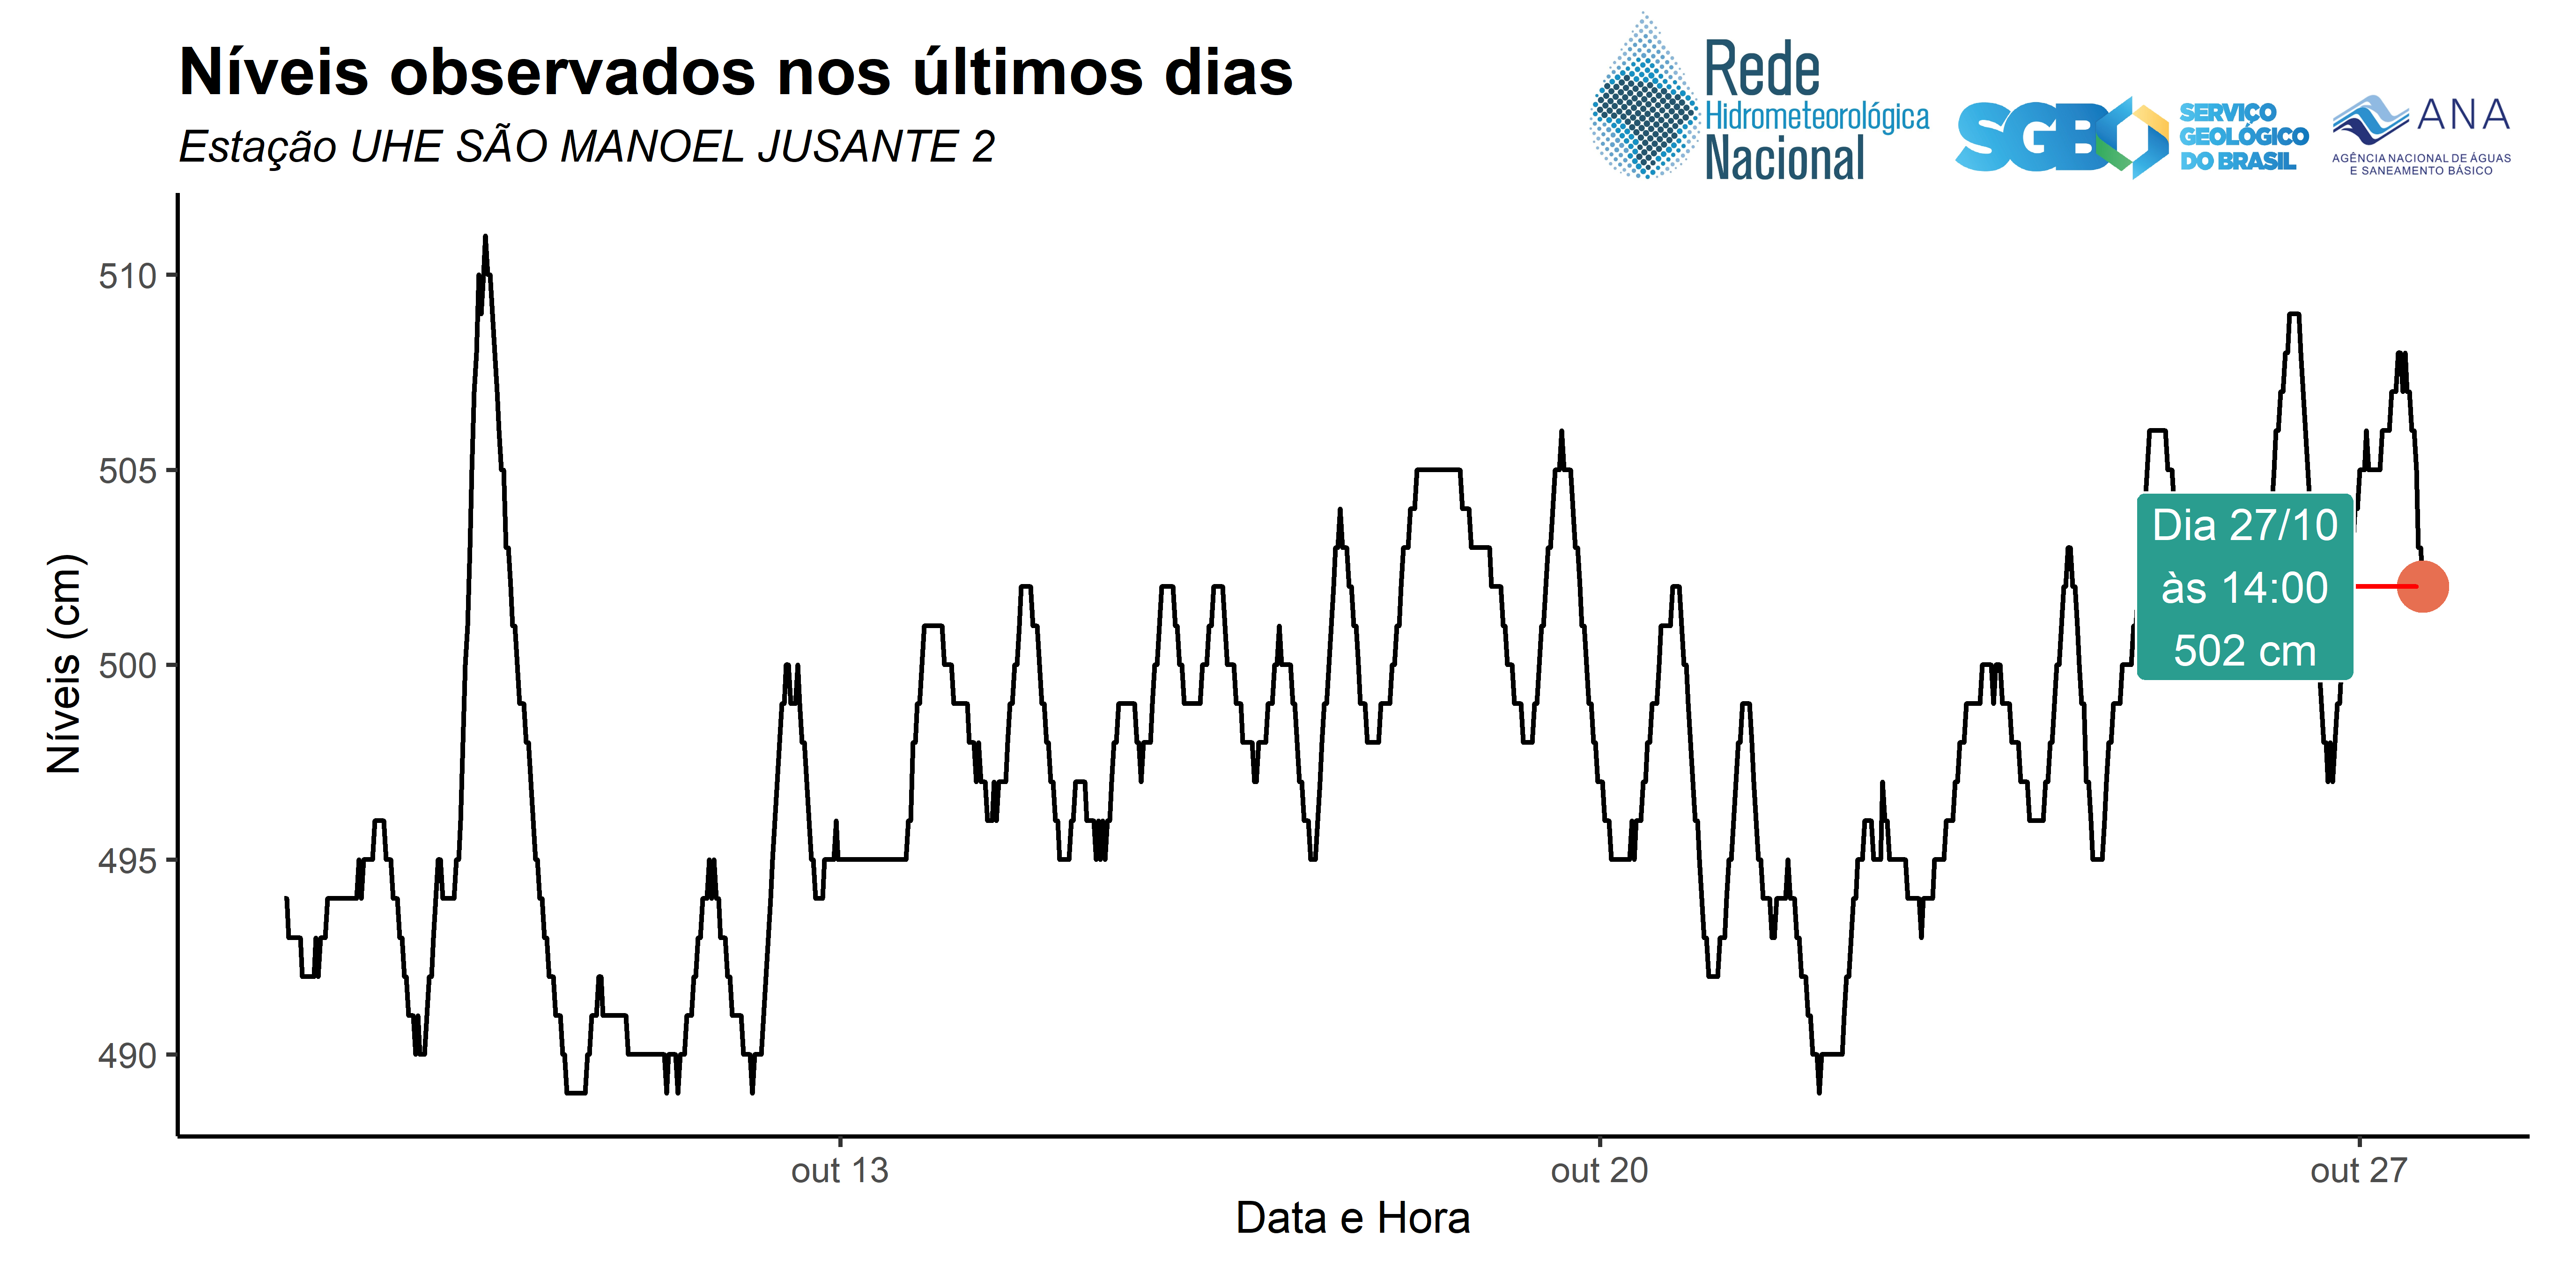 Níveis observados nos últimos dias
Estação UHE SÃO MANOEL JUSANTE 2
Rede
Hidrometeorológica
Nacional
SGB
SERVIÇO
GEOLÓGICO
DO BRASIL
ANA
AGÊNCIA NACIONAL DE ÁGUAS
E SANEAMENTO BÁSICO
Níveis (cm)
510
505
500
495
490
Dia 27/10
às 14:00
502 cm
out 13
out 20
out 27
Data e Hora